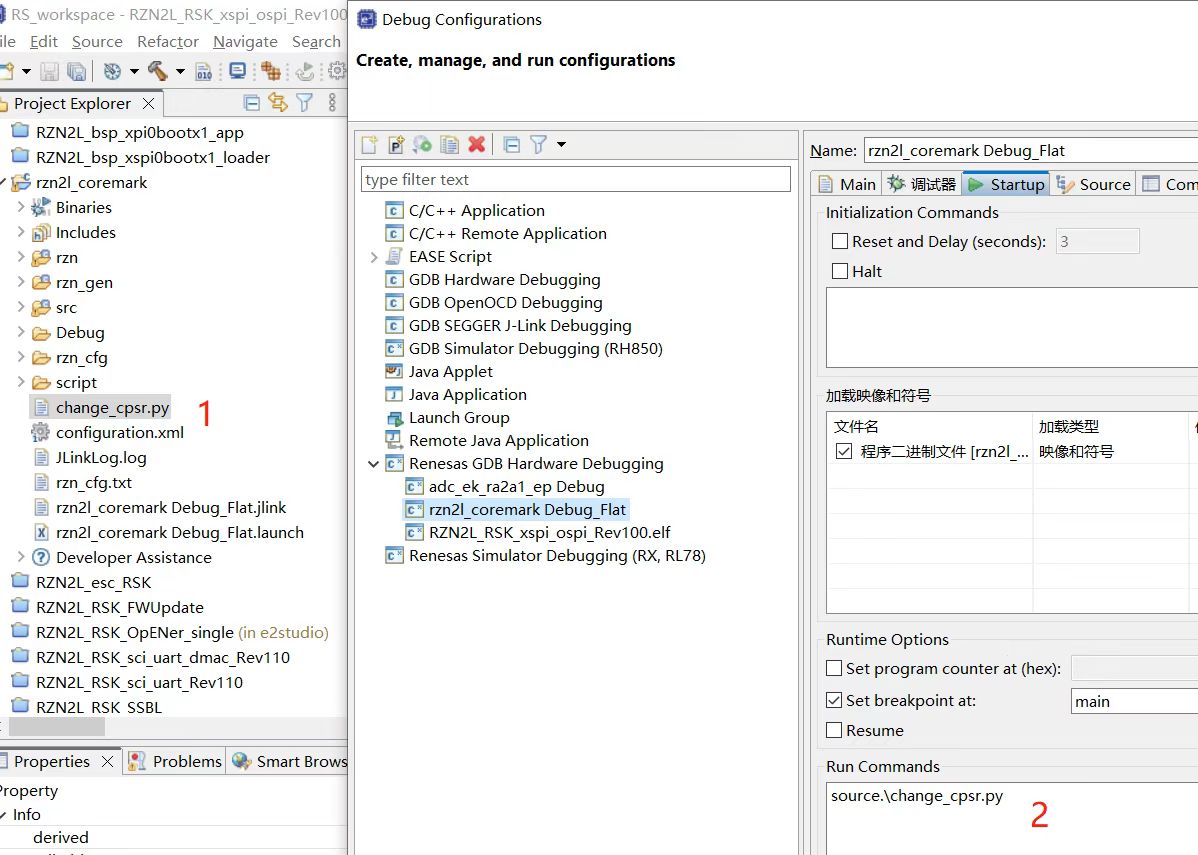 RS_workspace - RZN2L_RSK_xspi_ospi_Rev100
Edit Source Refactor Navigate Search
Project Explorer
RZN2L_bsp_xpi0bootx1_app
RZN2L_bsp_xspi0bootx1_loader
rzn2l_coremark
Binaries
Includes
rzn
rzn_gen
src
Debug
rzn_cfg
script
change_cpsr.py 1
configuration.xml
JLinkLog.log
rzn_cfg.txt
rzn2l_coremark Debug_Flat.jlink
rzn2l_coremark Debug_Flat.launch
Developer Assistance
RZN2L_esc_RSK
RZN2L_RSK_FWUpdate
RZN2L_RSK_OpENer_single (in e2studio)
RZN2L_RSK_sci_uart_dmac_Rev110
RZN2L_RSK_sci_uart_Rev110
RZN2L_RSK_SSBL
Properties Problems Smart Brows
Info
derived
Debug Configurations
Create, manage, and run configurations
type filter text
C/C++ Application
C/C++ Remote Application
EASE Script
GDB Hardware Debugging
GDB OpenOCD Debugging
GDB SEGGER J-Link Debugging
GDB Simulator Debugging (RH850)
Java Applet
Java Application
Launch Group
Remote Java Application
Renesas GDB Hardware Debugging
adc_ek_ra2a1_ep Debug
rzn2l_coremark Debug_Flat
RZN2L_RSK_xspi_ospi_Rev100.elf
Renesas Simulator Debugging (RX, RL78)
Name: rzn2l_coremark Debug_Flat
Main 调试器 Startup Source Com
Initialization Commands
Reset and Delay (seconds): 3
Halt
加载映像和符号
文件名 加载类型
程序二进制文件 [rzn2l_... 映像和符号
Runtime Options
Set program counter at (hex):
Set breakpoint at: main
Resume
Run Commands
source.\change_cpsr.py
2